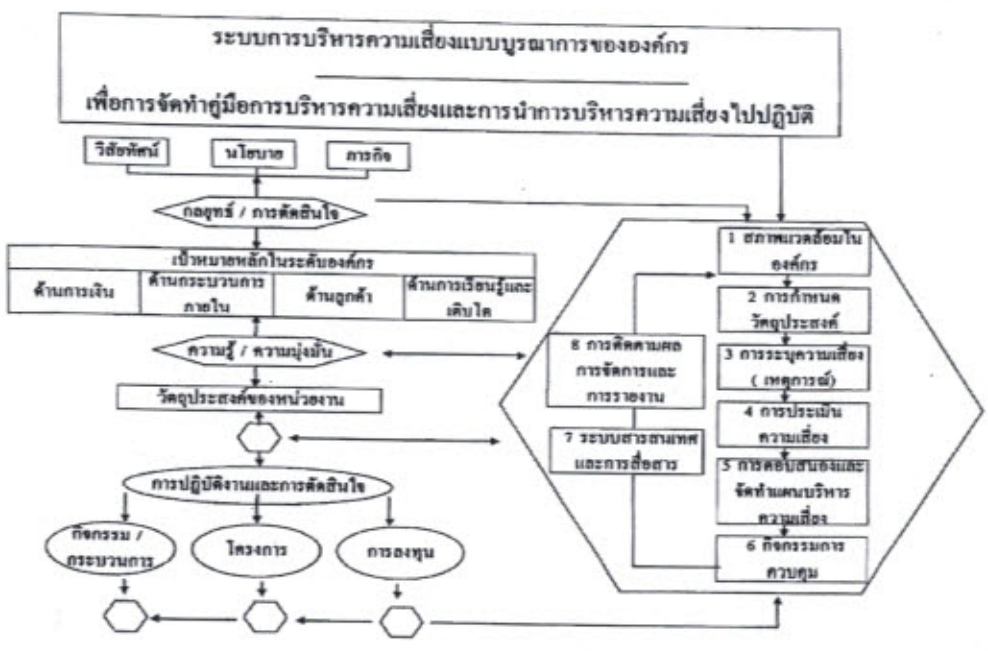 ระบบการบริหารความเสี่ยงแบบบูรณาการขององค์กร
เพื่อการจัดทำคู่มือการบริหารความเสี่ยงและการนำการบริหารความเสี่ยงไปปฏิบัติ
วิสัยทัศน์
นโยบาย
ภารกิจ
กลยุทธ์ / การตัดสินใจ
เป้าหมายหลักในระดับองค์กร
ด้านการเงิน
ด้านกระบวนการ
ภายใน
ด้านลูกค้า
ด้านการเรียนรู้และ
เติบโต
ความรู้ / ความมุ่งมั่น
วัตถุประสงค์ของหน่วยงาน
การปฏิบัติงานและการตัดสินใจ
กิจกรรม /
กระบวนการ
โครงการ
การลงทุน
1 สภาพแวดล้อมใน
องค์กร
2 การกำหนด
วัตถุประสงค์
3 การระบุความเสี่ยง
( เหตุการณ์)
4 การประเมิน
ความเสี่ยง
5 การตอบสนองและ
จัดทำแผนบริหาร
ความเสี่ยง
6 กิจกรรมการ
ควบคุม
7 ระบบสารสนเทศ
และการสื่อสาร
8 การติดตามผล
การจัดการและ
การรายงาน